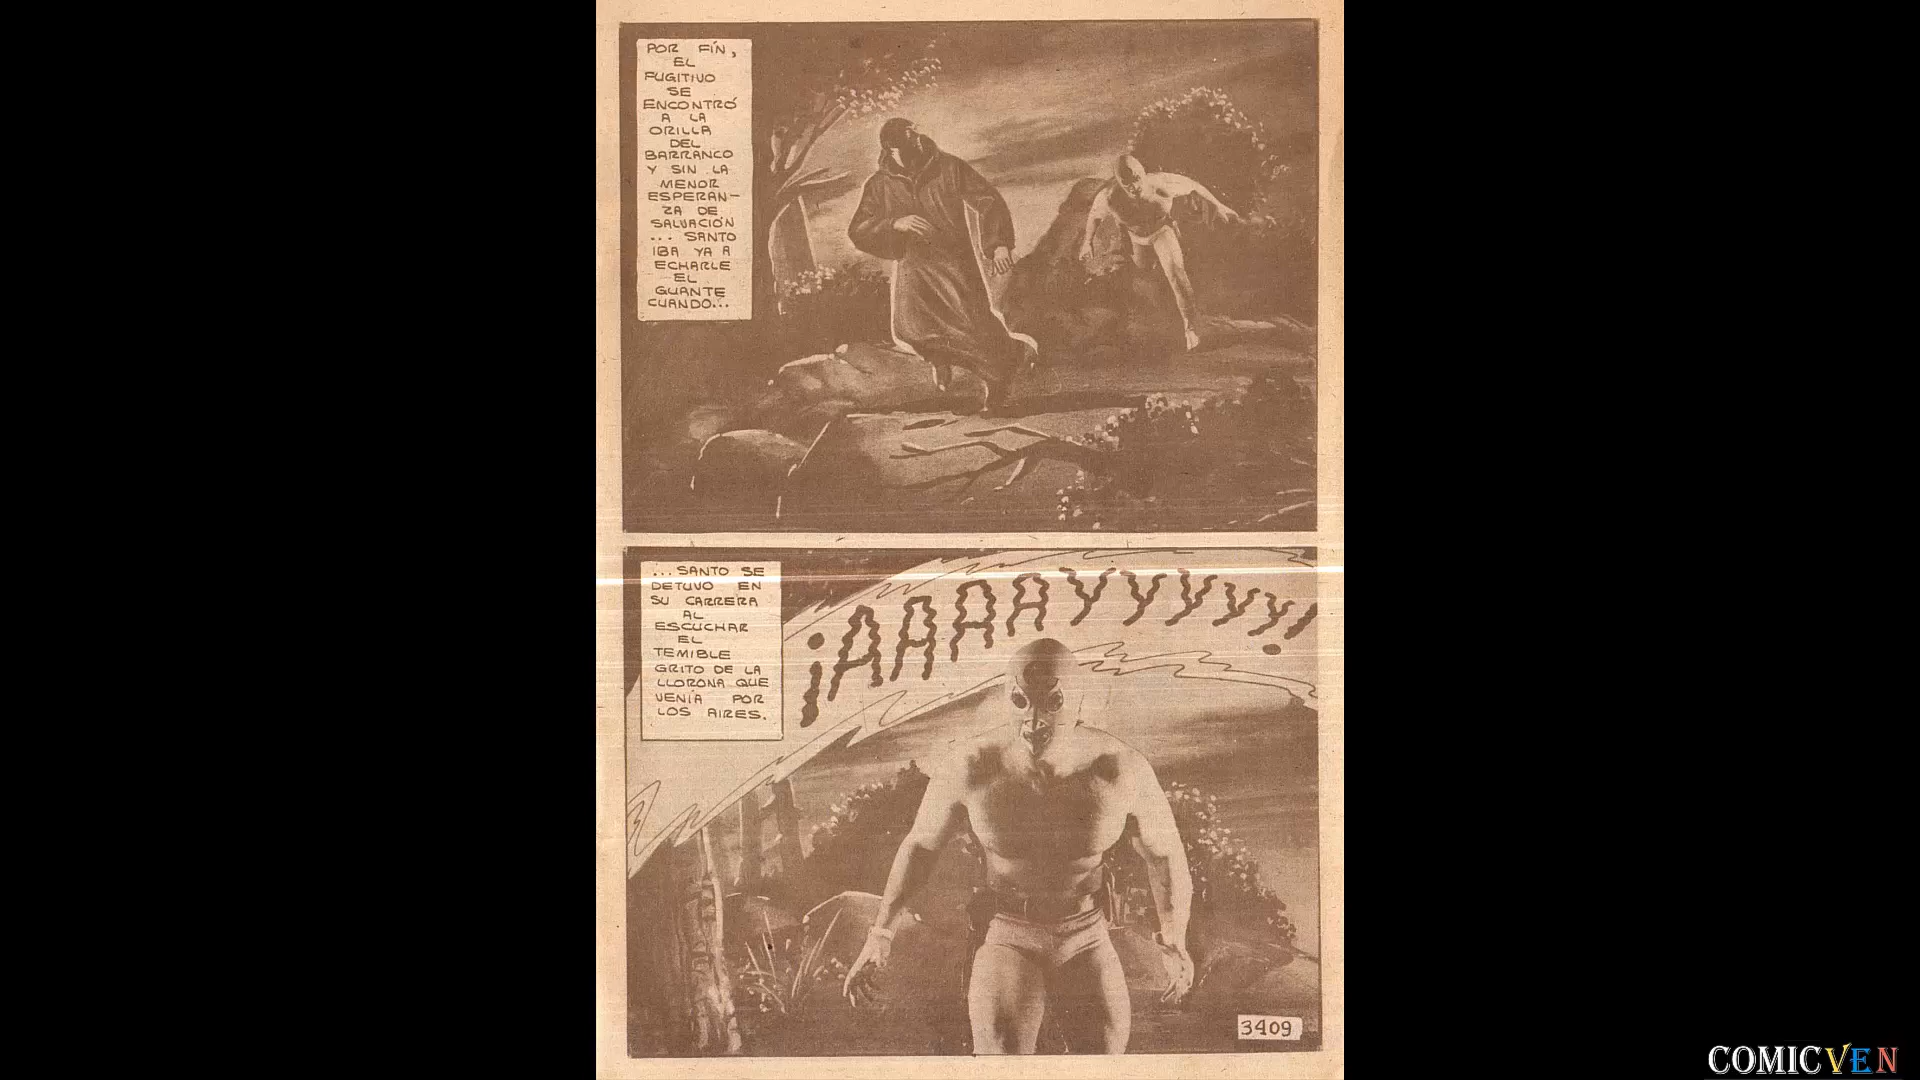 POR FÍN,
EL
FUGITIVO
SE
ENCONTRÓ
A LA
ORILLA
DEL
BARRANCO
Y SIN LA
MENOR
ESPERAN-
ZA DE
SALVACIÓN
... SANTO
IBA YA A
ECHARLE
EL
GUANTE
CUANDO...
...SANTO SE
DETUVO EN
SU CARRERA
AL
ESCUCHAR
EL
TEMIBLE
GRITO DE LA
LLORONA QUE
VENÍA POR
LOS AIRES.
¡AAAAYYYYYY!
3409
COMICVEN